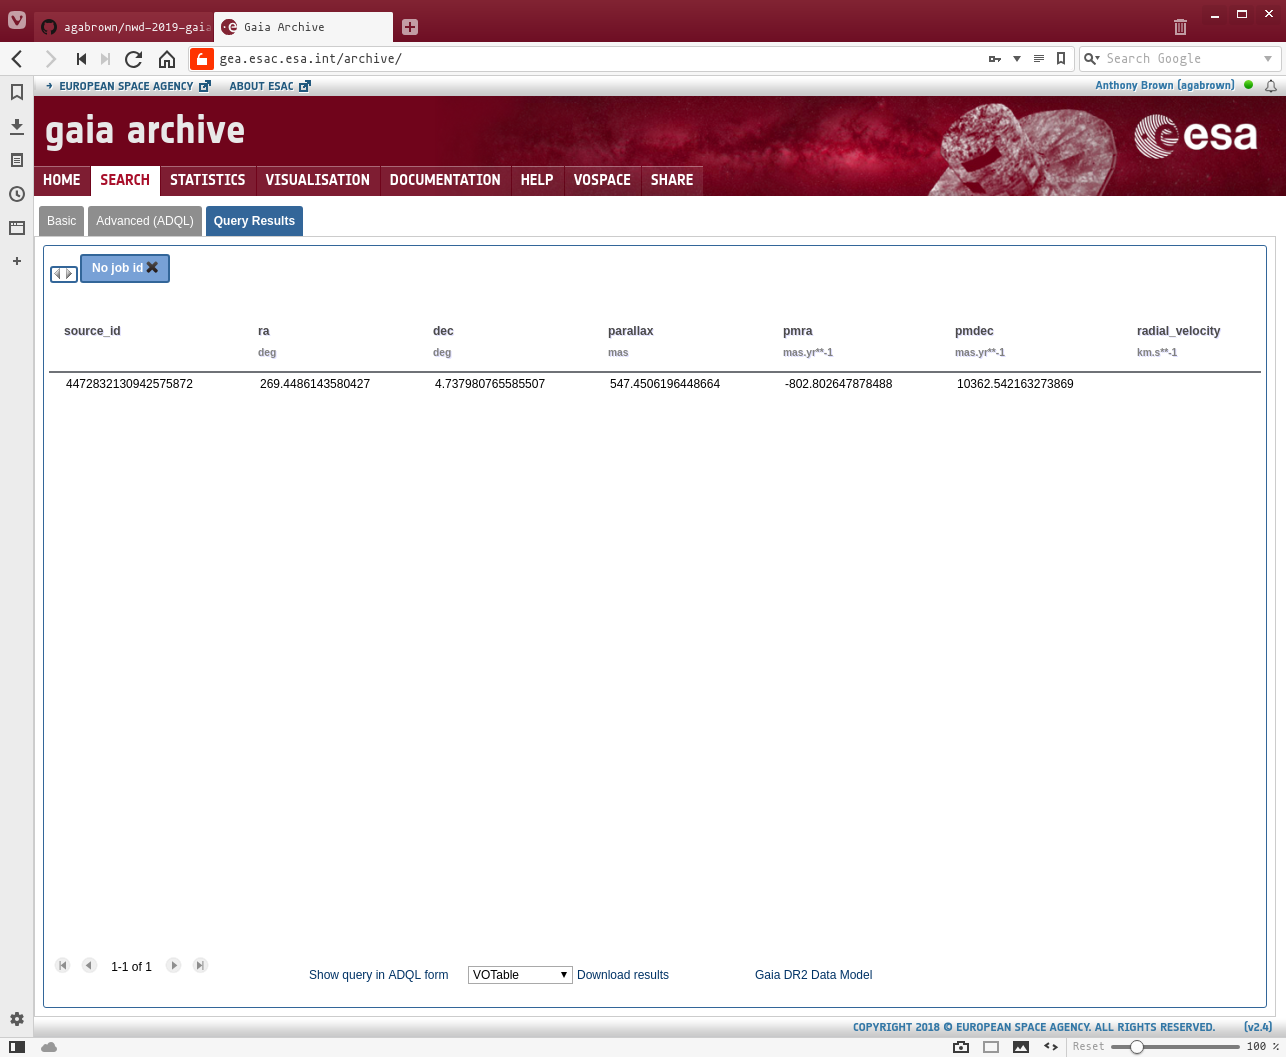 agabrown/nwd-2019-gaia
Gaia Archive
gea.esac.esa.int/archive/
Search Google
EUROPEAN SPACE AGENCY
ABOUT ESAC
Anthony Brown (agabrown)
gaia archive
esa
HOME
SEARCH
STATISTICS
VISUALISATION
DOCUMENTATION
HELP
VOSPACE
SHARE
Basic
Advanced (ADQL)
Query Results
No job id
source_id ra dec parallax pmra pmdec radial_velocity
deg deg mas mas.yr**-1 mas.yr**-1 km.s**-1
4472832130942575872 269.4486143580427 4.737980765585507 547.4506196448664 -802.802647878488 10362.542163273869
1-1 of 1
Show query in ADQL form
VOTable
Download results
Gaia DR2 Data Model
COPYRIGHT 2018 © EUROPEAN SPACE AGENCY. ALL RIGHTS RESERVED. (v2.4)
Reset
100 %